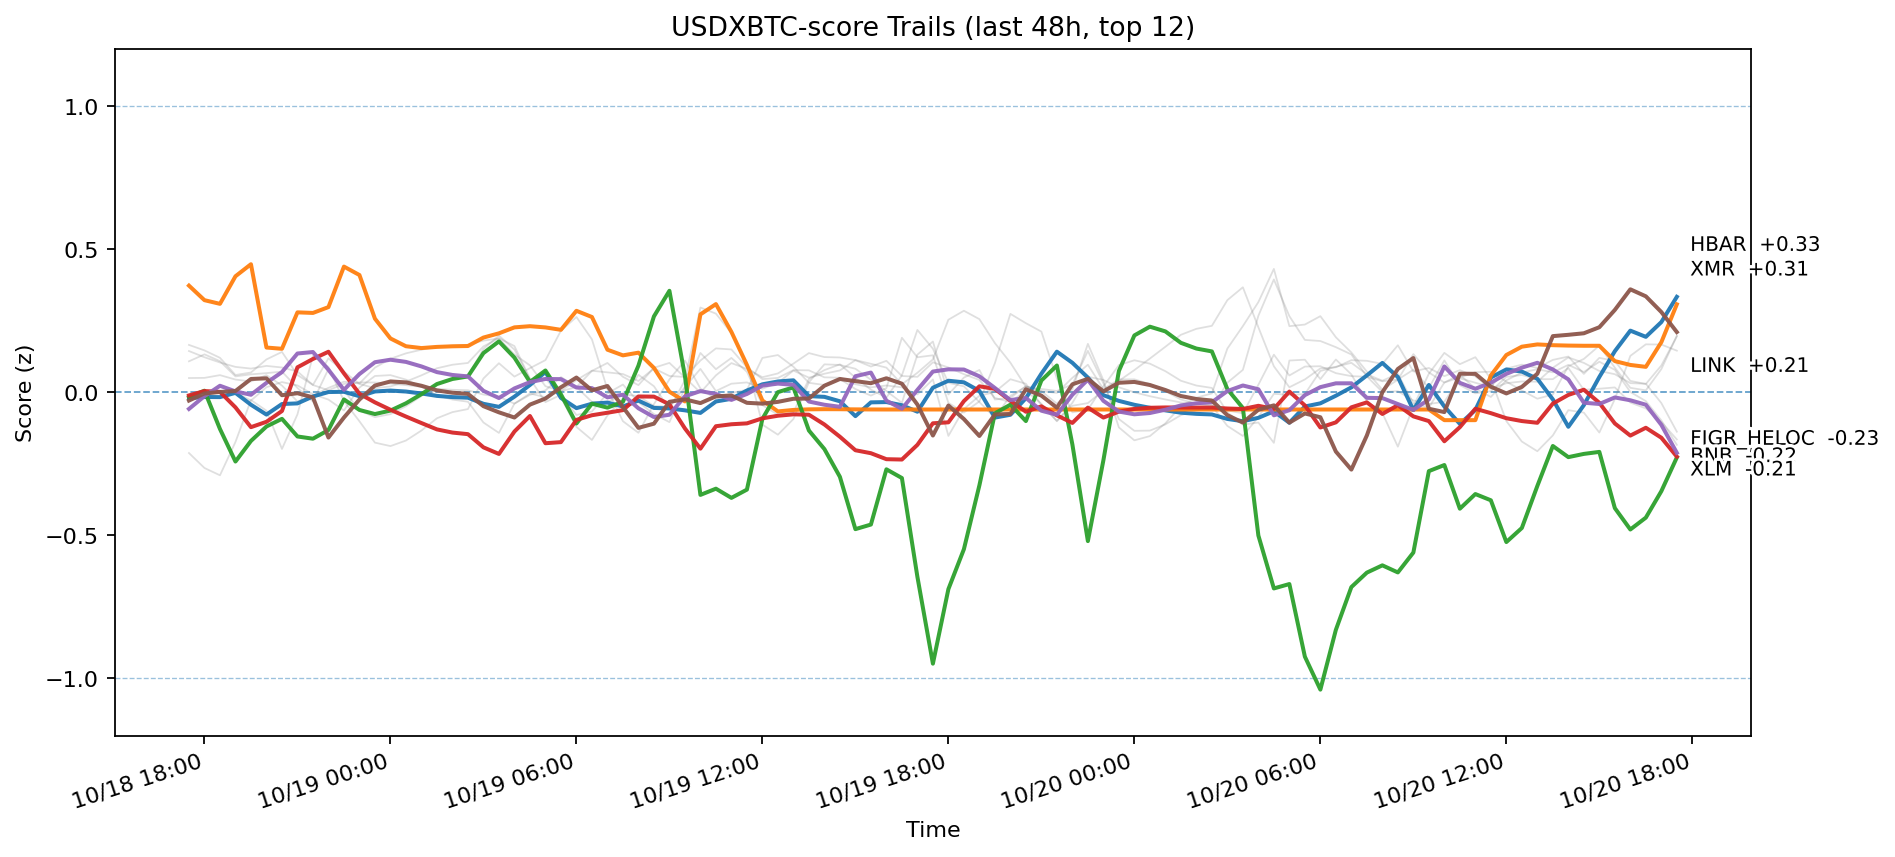 USDXBTC-score Trails (last 48h, top 12)
Score (z)
1.0
0.5
0.0
−0.5
−1.0
HBAR +0.33
XMR +0.31
LINK +0.21
FIGR_HELOC -0.23
BNB -0.22
XLM -0.21
10/18 18:00
10/19 00:00
10/19 06:00
10/19 12:00
10/19 18:00
10/20 00:00
10/20 06:00
10/20 12:00
10/20 18:00
Time